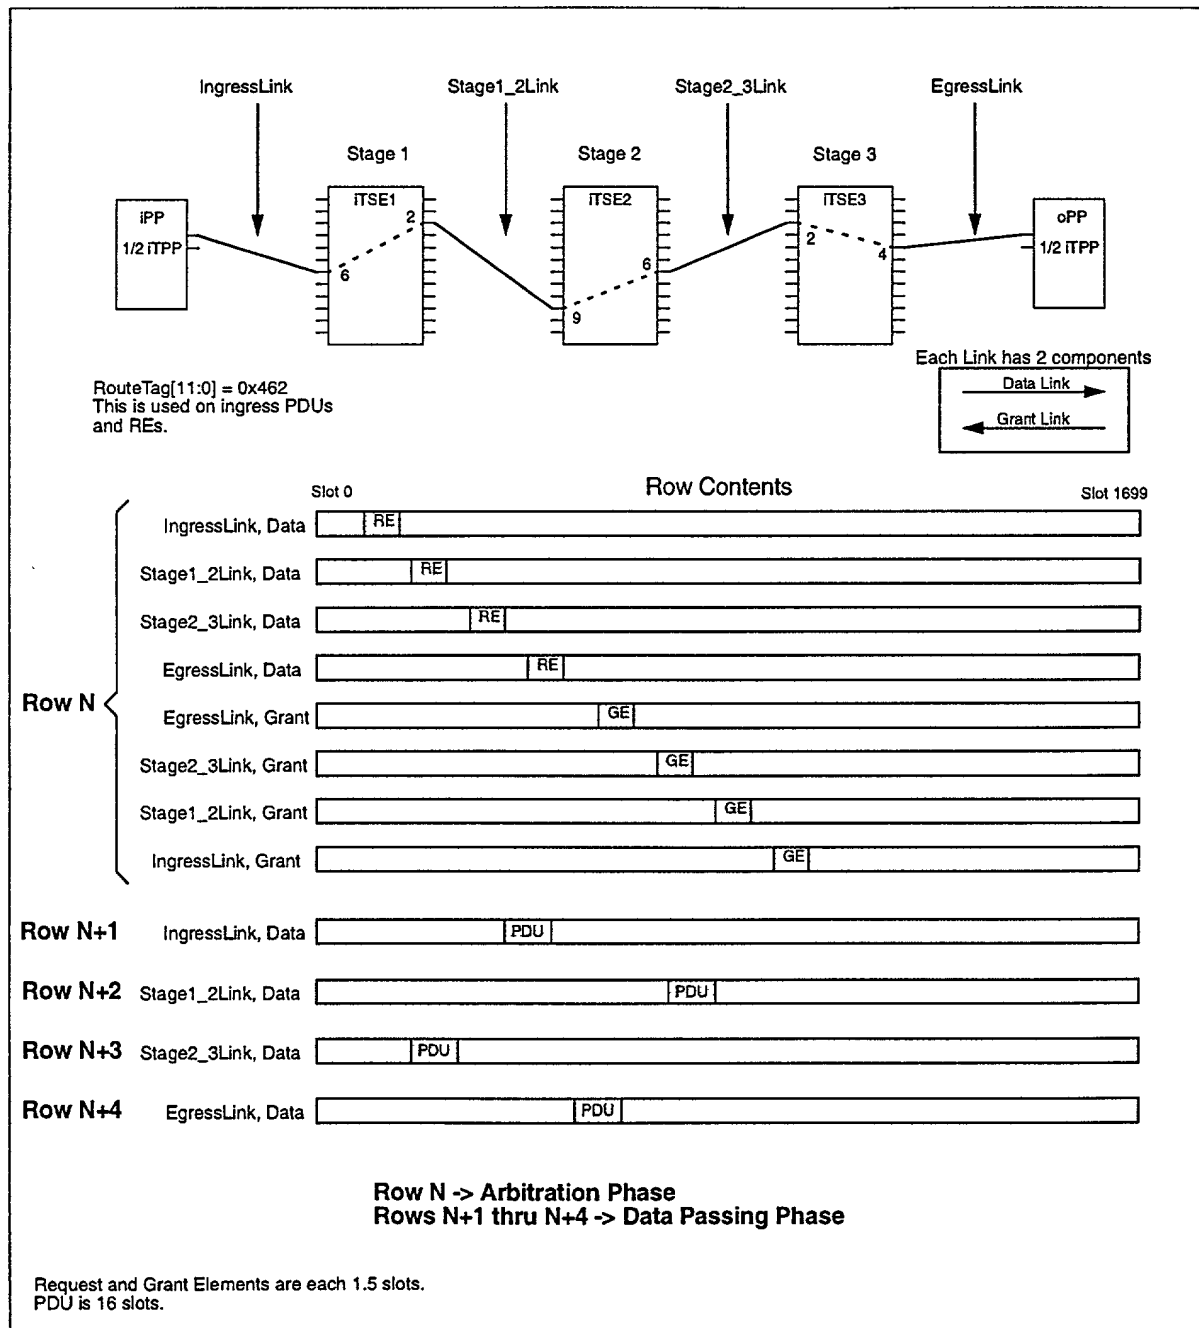 IngressLink
Stage1_2Link
Stage2_3Link
EgressLink
Stage 1
Stage 2
Stage 3
iPP
1/2 iTPP
iTSE1
2
6
iTSE2
6
9
iTSE3
2
4
oPP
1/2 iTPP
RouteTag[11:0] = 0x462
This is used on ingress PDUs
and REs.
Each Link has 2 components
Data Link
Grant Link
Slot 0
Row Contents
Slot 1699
Row N
IngressLink, Data
RE
Stage1_2Link, Data
RE
Stage2_3Link, Data
RE
EgressLink, Data
RE
EgressLink, Grant
GE
Stage2_3Link, Grant
GE
Stage1_2Link, Grant
GE
IngressLink, Grant
GE
Row N+1
IngressLink, Data
PDU
Row N+2
Stage1_2Link, Data
PDU
Row N+3
Stage2_3Link, Data
PDU
Row N+4
EgressLink, Data
PDU
Row N -> Arbitration Phase
Rows N+1 thru N+4 -> Data Passing Phase
Request and Grant Elements are each 1.5 slots.
PDU is 16 slots.